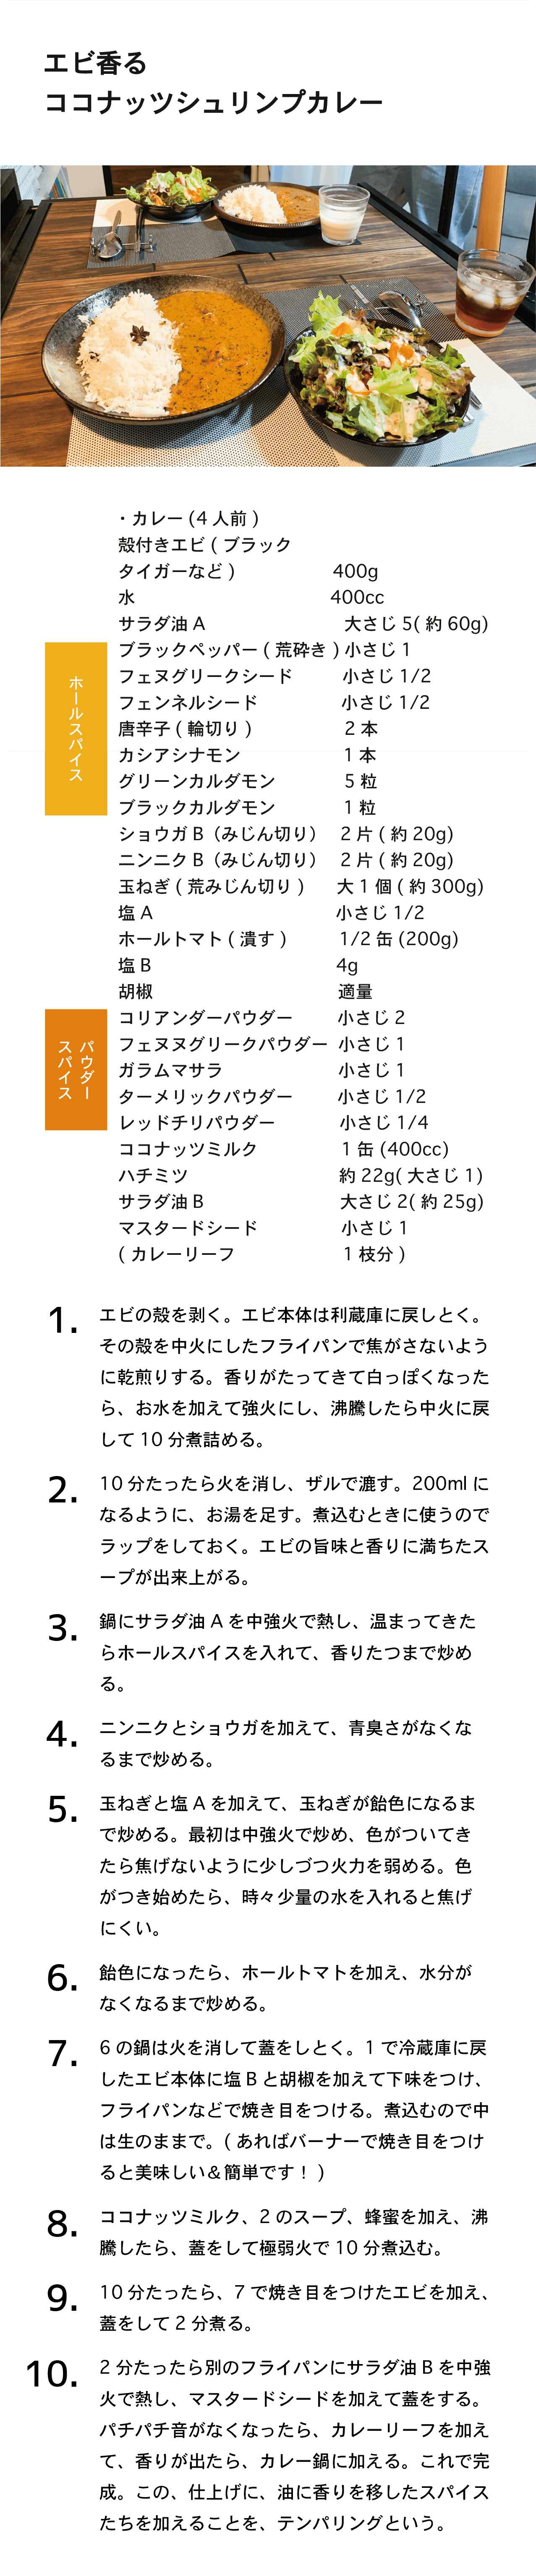 エビ香る
ココナッツシュリンプカレー
・カレー (4 人前 )
殻付きエビ ( ブラック
タイガーなど ) 400g
水 400cc
サラダ油 A 大さじ 5( 約 60g)
ホールスパイス
ブラックペッパー ( 荒砕き ) 小さじ 1
フェヌグリークシード 小さじ 1/2
フェンネルシード 小さじ 1/2
唐辛子 ( 輪切り ) 2 本
カシアシナモン 1 本
グリーンカルダモン 5 粒
ブラックカルダモン 1 粒
ショウガ B（みじん切り） 2 片 ( 約 20g)
ニンニク B（みじん切り） 2 片 ( 約 20g)
玉ねぎ ( 荒みじん切り ) 大 1 個 ( 約 300g)
塩 A 小さじ 1/2
ホールトマト ( 潰す ) 1/2 缶 (200g)
塩 B 4g
胡椒 適量
パウダー
スパイス
コリアンダーパウダー 小さじ 2
フェヌヌグリークパウダー 小さじ 1
ガラムマサラ 小さじ 1
ターメリックパウダー 小さじ 1/2
レッドチリパウダー 小さじ 1/4
ココナッツミルク 1 缶 (400cc)
ハチミツ 約 22g( 大さじ 1)
サラダ油 B 大さじ 2( 約 25g)
マスタードシード 小さじ 1
( カレーリーフ 1 枝分 )
1. エビの殻を剥く。エビ本体は利蔵庫に戻しとく。
その殻を中火にしたフライパンで焦がさないよう
に乾煎りする。香りがたってきて白っぽくなった
ら、お水を加えて強火にし、沸騰したら中火に戻
して 10 分煮詰める。
2. 10 分たったら火を消し、ザルで漉す。200ml に
なるように、お湯を足す。煮込むときに使うので
ラップをしておく。エビの旨味と香りに満ちたス
ープが出来上がる。
3. 鍋にサラダ油 A を中強火で熱し、温まってきた
らホールスパイスを入れて、香りたつまで炒め
る。
4. ニンニクとショウガを加えて、青臭さがなくな
るまで炒める。
5. 玉ねぎと塩 A を加えて、玉ねぎが飴色になるま
で炒める。最初は中強火で炒め、色がついてき
たら焦げないように少しづつ火力を弱める。色
がつき始めたら、時々少量の水を入れると焦げ
にくい。
6. 飴色になったら、ホールトマトを加え、水分が
なくなるまで炒める。
7. 6 の鍋は火を消して蓋をしとく。1 で冷蔵庫に戻
したエビ本体に塩 B と胡椒を加えて下味をつけ、
フライパンなどで焼き目をつける。煮込むので中
は生のままで。( あればバーナーで焼き目をつけ
ると美味しい＆簡単です！ )
8. ココナッツミルク、2 のスープ、蜂蜜を加え、沸
騰したら、蓋をして極弱火で 10 分煮込む。
9. 10 分たったら、7 で焼き目をつけたエビを加え、
蓋をして 2 分煮る。
10. 2 分たったら別のフライパンにサラダ油 B を中強
火で熱し、マスタードシードを加えて蓋をする。
パチパチ音がなくなったら、カレーリーフを加え
て、香りが出たら、カレー鍋に加える。これで完
成。この、仕上げに、油に香りを移したスパイス
たちを加えることを、テンパリングという。